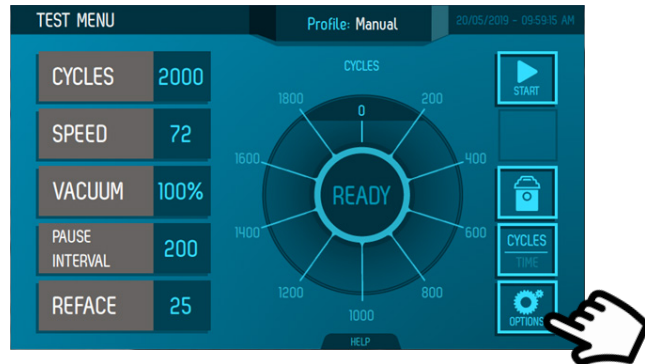 TEST MENU
Profile: Manual
20/05/2019 - 09:59:15 AM
CYCLES 2000
SPEED 72
VACUUM 100%
PAUSE INTERVAL 200
REFACE 25
CYCLES
0
200
400
600
800
1000
1200
1400
1600
1800
READY
HELP
START
CYCLES
TIME
OPTIONS